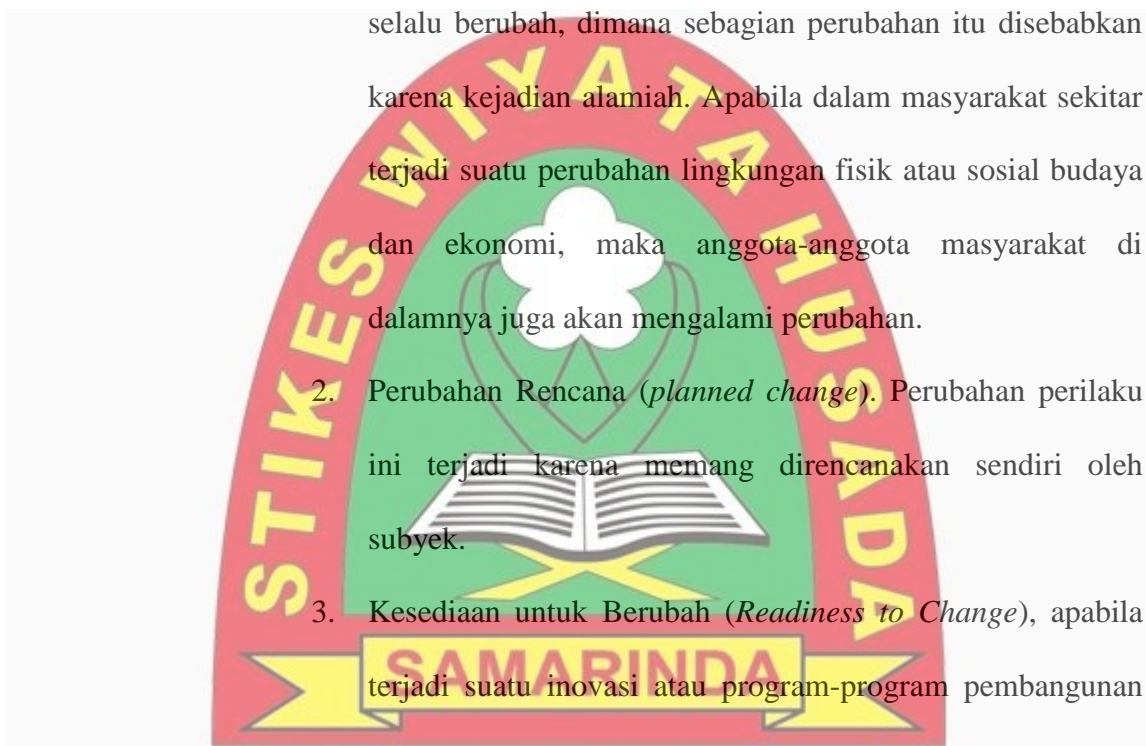 selalu berubah, dimana sebagian perubahan itu disebabkan
karena kejadian alamiah. Apabila dalam masyarakat sekitar
terjadi suatu perubahan lingkungan fisik atau sosial budaya
dan ekonomi, maka anggota-anggota masyarakat di
dalamnya juga akan mengalami perubahan.
2. Perubahan Rencana (planned change). Perubahan perilaku
ini terjadi karena memang direncanakan sendiri oleh
subyek.
3. Kesediaan untuk Berubah (Readiness to Change), apabila
terjadi suatu inovasi atau program-program pembangunan
STIKES WIYATA HUSADA
SAMARINDA